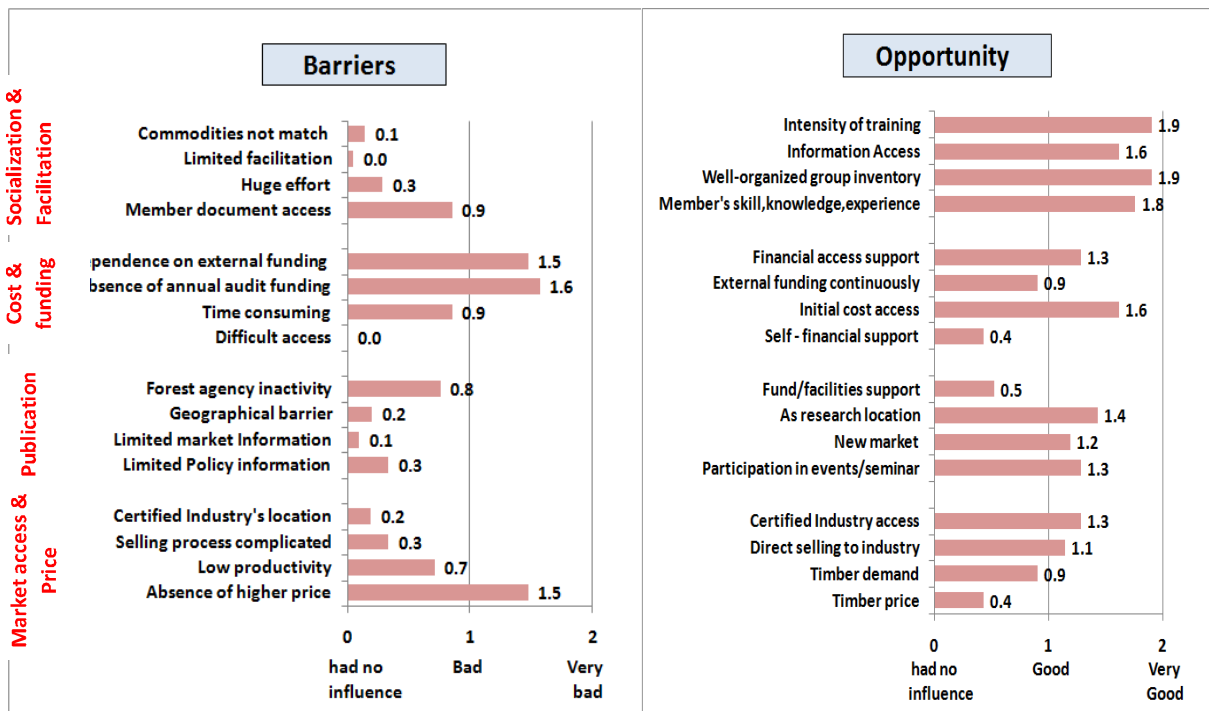 Barriers
Socialization &
Facilitation
Commodities not match 0.1
Limited facilitation 0.0
Huge effort 0.3
Member document access 0.9
Cost &
funding
ependence on external funding 1.5
bsence of annual audit funding 1.6
Time consuming 0.9
Difficult access 0.0
Publication
Forest agency inactivity 0.8
Geographical barrier 0.2
Limited market Information 0.1
Limited Policy information 0.3
Market access &
Price
Certified Industry's location 0.2
Selling process complicated 0.3
Low productivity 0.7
Absence of higher price 1.5
0 1 2
had no Bad Very
influence bad
Opportunity
Intensity of training 1.9
Information Access 1.6
Well-organized group inventory 1.9
Member's skill,knowledge,experience 1.8
Financial access support 1.3
External funding continuously 0.9
Initial cost access 1.6
Self - financial support 0.4
Fund/facilities support 0.5
As research location 1.4
New market 1.2
Participation in events/seminar 1.3
Certified Industry access 1.3
Direct selling to industry 1.1
Timber demand 0.9
Timber price 0.4
0 1 2
had no Good Very
influence Good